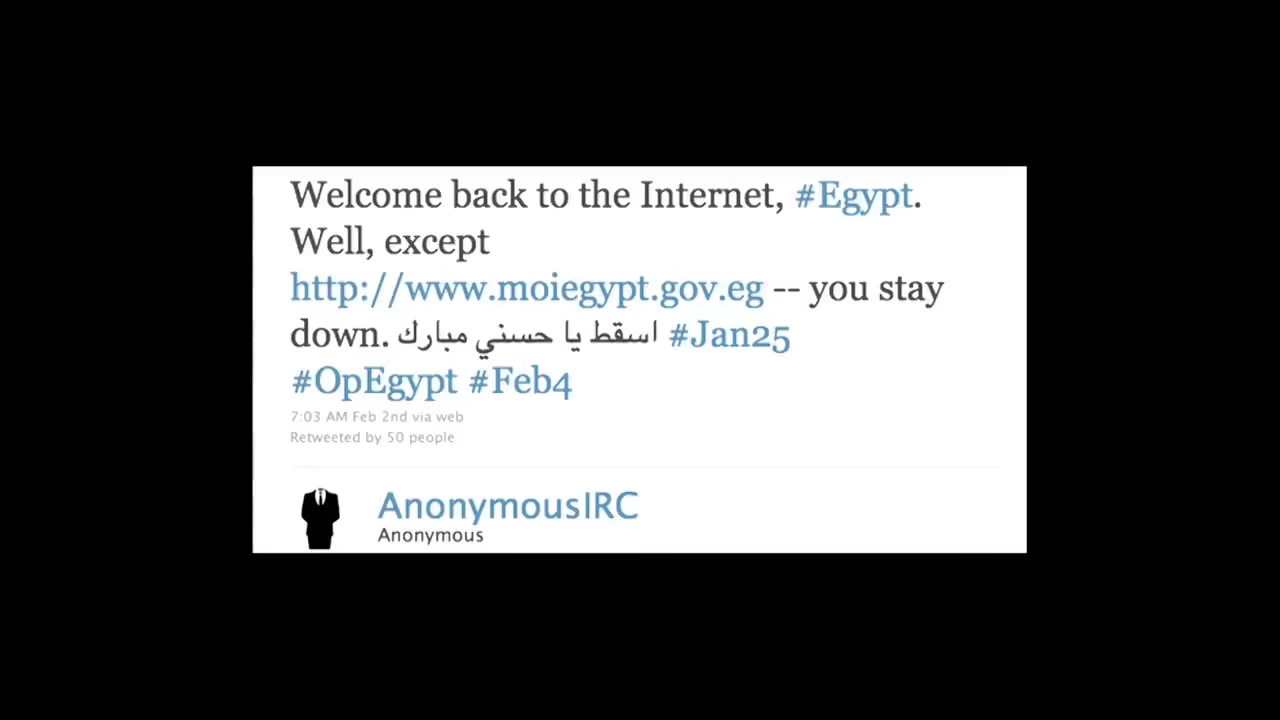 Welcome back to the Internet, #Egypt.
Well, except
http://www.moiegypt.gov.eg -- you stay
down. اسقط يا حسني مبارك #Jan25
#OpEgypt #Feb4
7:03 AM Feb 2nd via web
Retweeted by 50 people
AnonymousIRC
Anonymous